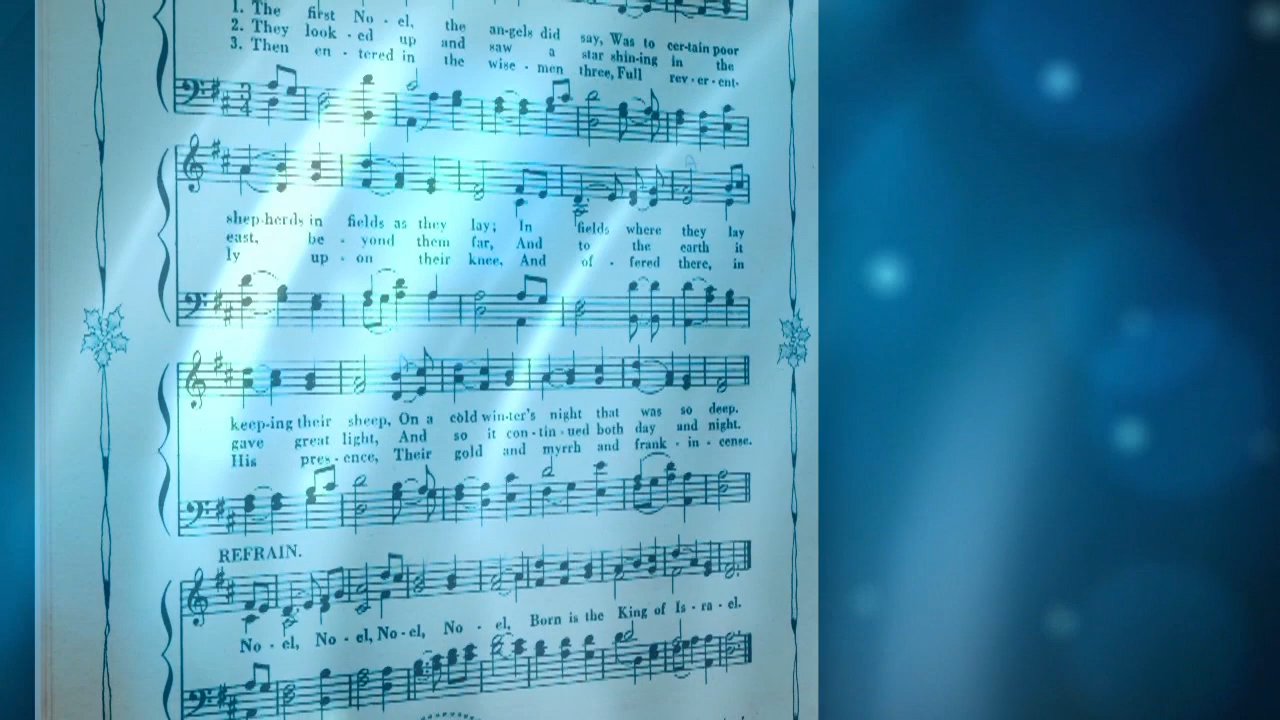 1. The first No - el, the an-gels did say, Was to cer-tain poor
2. They look - ed up and saw a star shin-ing in the
3. Then en - tered in the wise - men three, Full rev - er - ent-
shep-herds in fields as they lay; In fields where they lay
east, be - yond them far, And to the earth it
ly up - on their knee, And of - fered there, in
keep-ing their sheep, On a cold win-ter's night that was so deep.
gave great light, And so it con - tin - ued both day and night.
His pres - ence, Their gold and myrrh and frank - in - cense.
REFRAIN.
No - el, No - el, No - el, No - el, Born is the King of Is - ra - el.